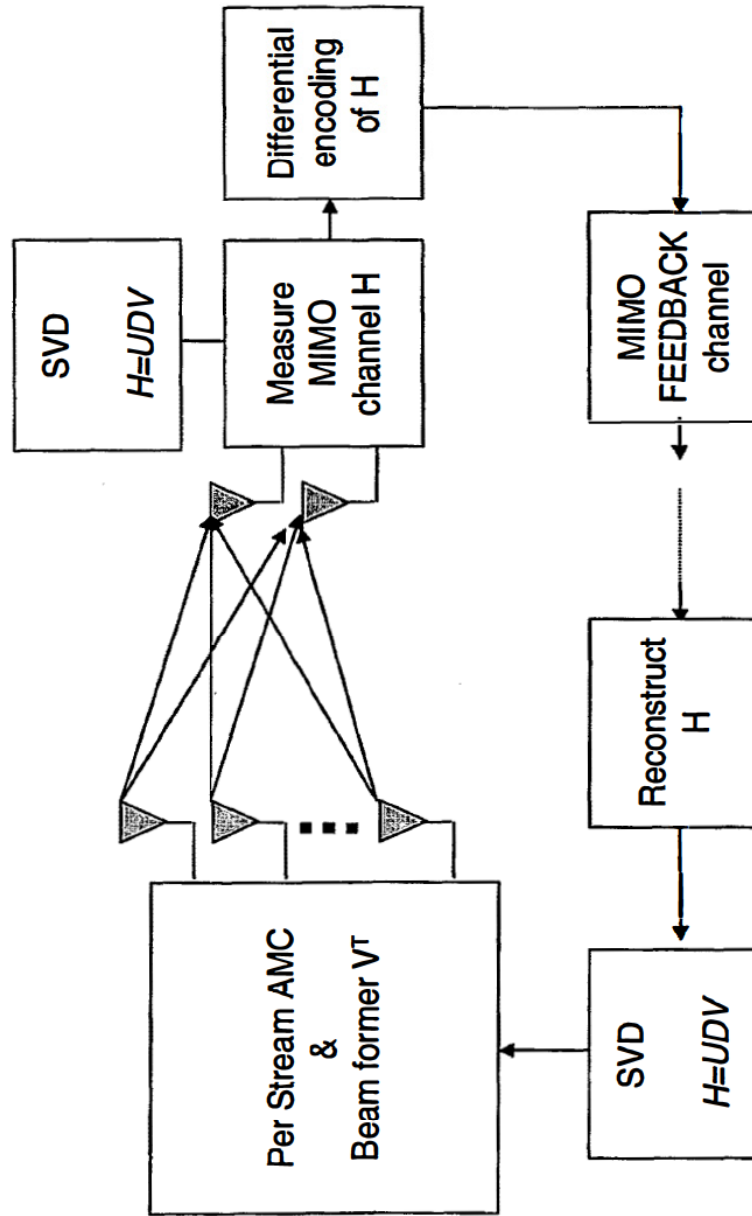 SVD
H=UDV
Measure
MIMO
channel H
Differential
encoding
of H
Per Stream AMC
&
Beam former Vᵀ
SVD
H=UDV
Reconstruct
H
MIMO
FEEDBACK
channel